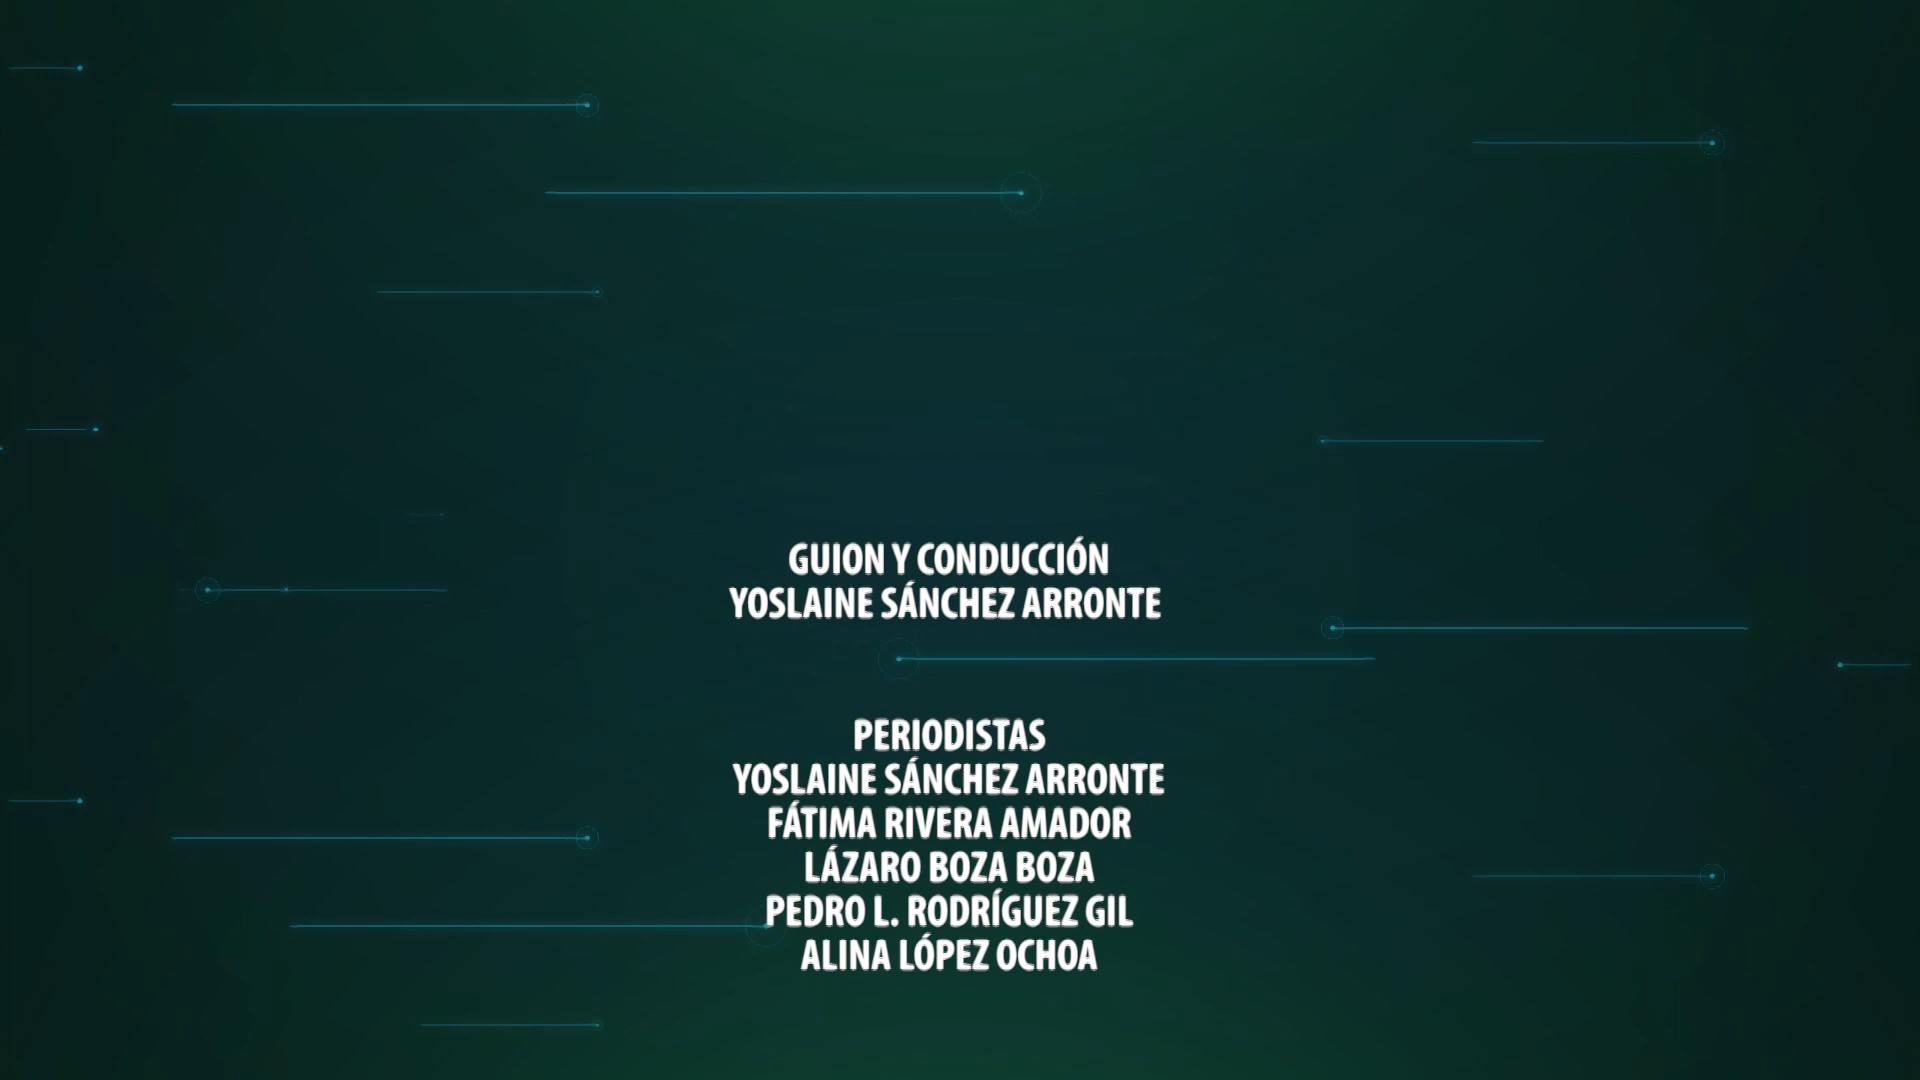 GUION Y CONDUCCIÓN
YOSLAINE SÁNCHEZ ARRONTE
PERIODISTAS
YOSLAINE SÁNCHEZ ARRONTE
FÁTIMA RIVERA AMADOR
LÁZARO BOZA BOZA
PEDRO L. RODRÍGUEZ GIL
ALINA LÓPEZ OCHOA